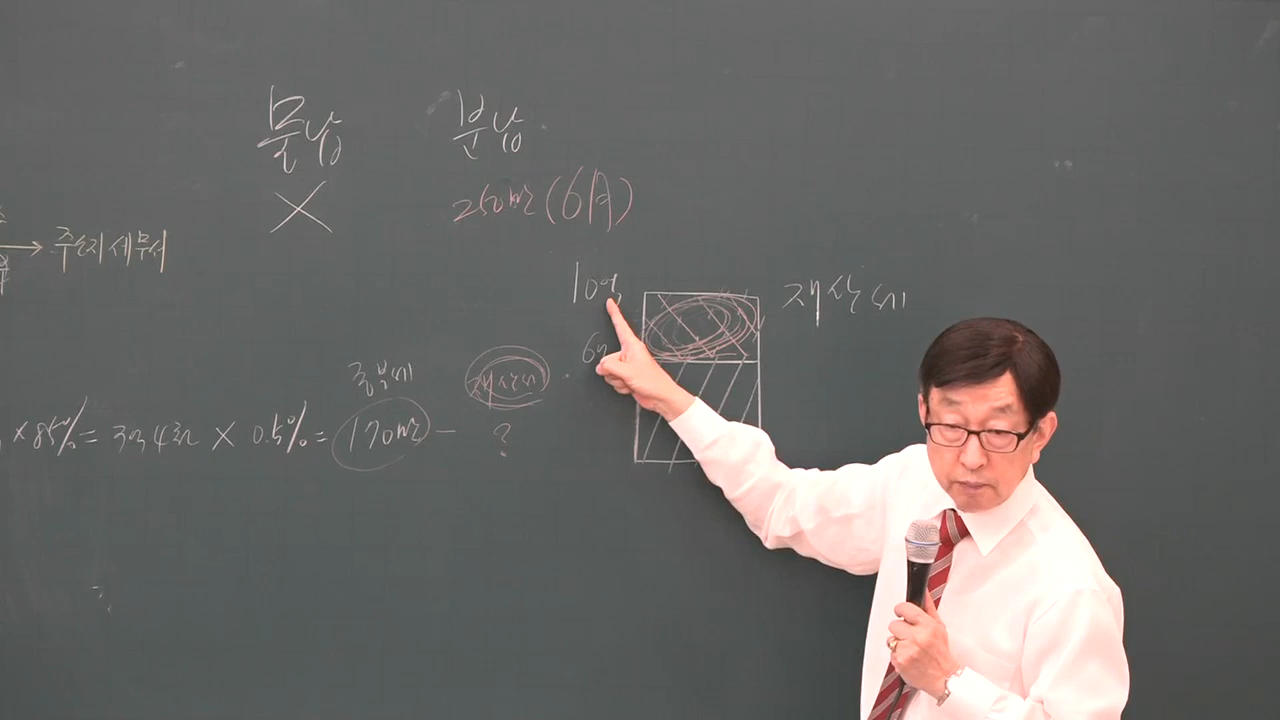 물납 분납
X 250만(6月)
→ 주소지 세무서
10억 재산세
6억
종부세 재산세
×85%= 3억4천 × 0.5% = 170만 - ?